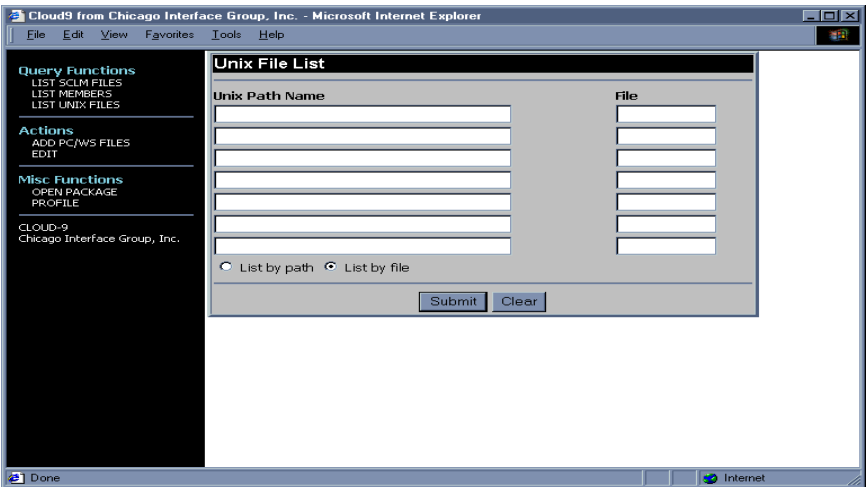 Cloud9 from Chicago Interface Group, Inc. - Microsoft Internet Explorer
File Edit View Favorites Tools Help
Query Functions
LIST SCLM FILES
LIST MEMBERS
LIST UNIX FILES
Actions
ADD PC/WS FILES
EDIT
Misc Functions
OPEN PACKAGE
PROFILE
CLOUD-9
Chicago Interface Group, Inc.
Unix File List
Unix Path Name File
List by path List by file
Submit Clear
Done Internet